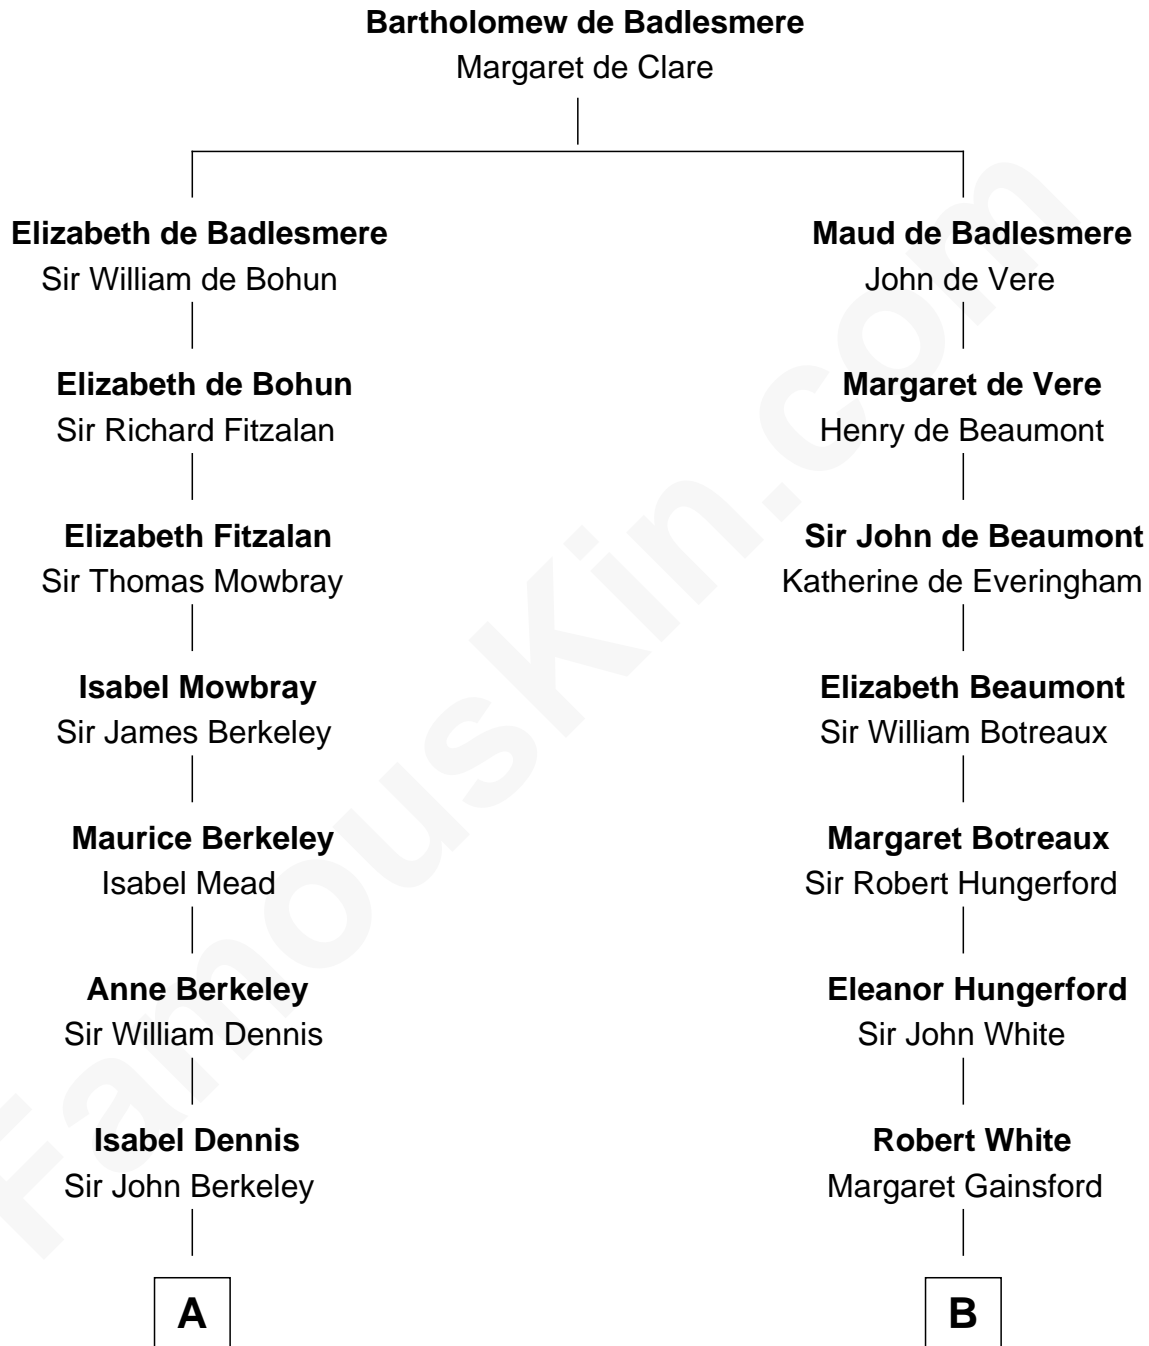 Bartholomew de Badlesmere
Margaret de Clare
Elizabeth de Badlesmere
Sir William de Bohun
Maud de Badlesmere
John de Vere
Elizabeth de Bohun
Sir Richard Fitzalan
Margaret de Vere
Henry de Beaumont
Elizabeth Fitzalan
Sir Thomas Mowbray
Sir John de Beaumont
Katherine de Everingham
Isabel Mowbray
Sir James Berkeley
Elizabeth Beaumont
Sir William Botreaux
Maurice Berkeley
Isabel Mead
Margaret Botreaux
Sir Robert Hungerford
Anne Berkeley
Sir William Dennis
Eleanor Hungerford
Sir John White
Isabel Dennis
Sir John Berkeley
Robert White
Margaret Gainsford
A
B
FamousKin.com